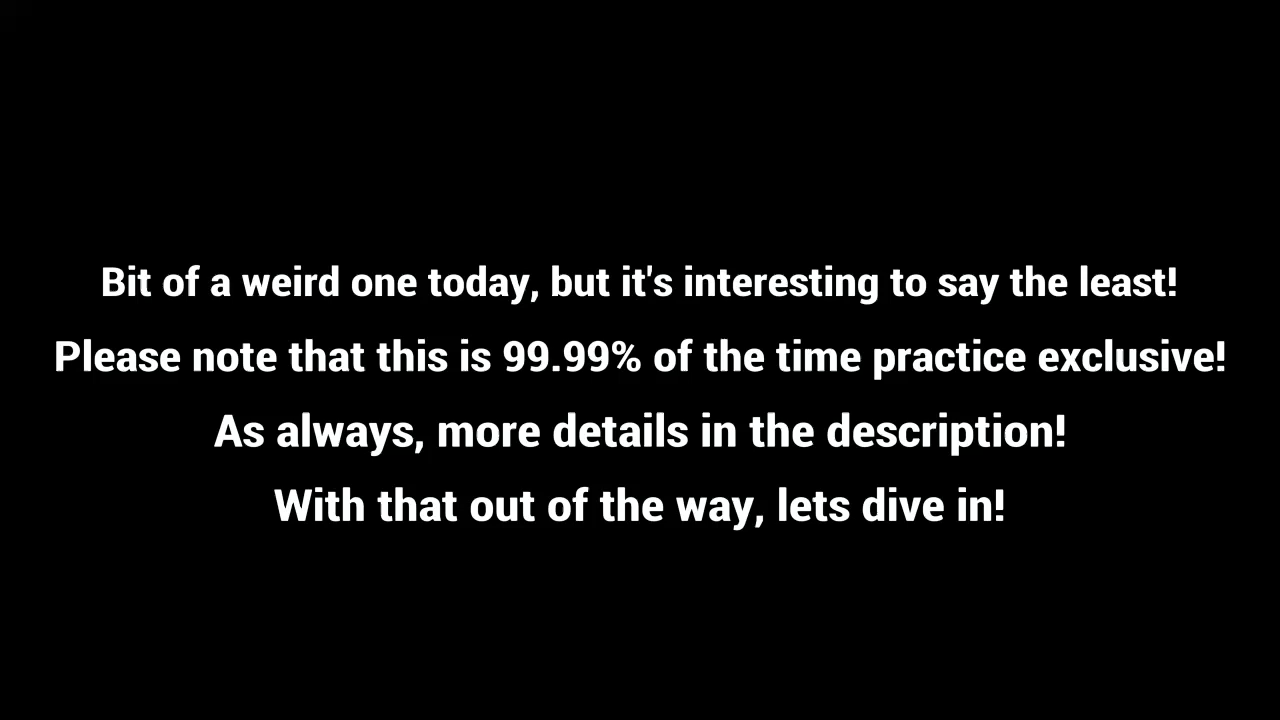 Bit of a weird one today, but it's interesting to say the least!
Please note that this is 99.99% of the time practice exclusive!
As always, more details in the description!
With that out of the way, lets dive in!